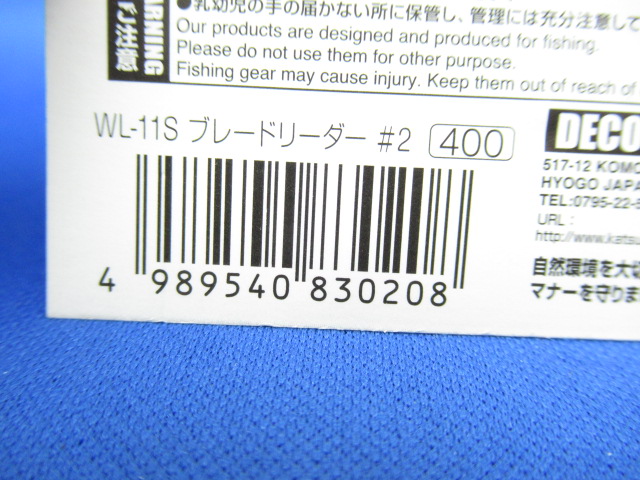 WARNING
注意
●乳幼児の手の届かない所に保管し、管理には充分注意して
Our products are designed and produced for fishing.
Please do not use them for other purpose.
Fishing gear may cause injury. Keep them out of reach of
WL-11S ブレードリーダー #2 400
4 989540 830208
DECO
517-12 KOMO
HYOGO JAPA
TEL:0795-22-
URL:
http://www.kats
自然環境を大
マナーを守りま